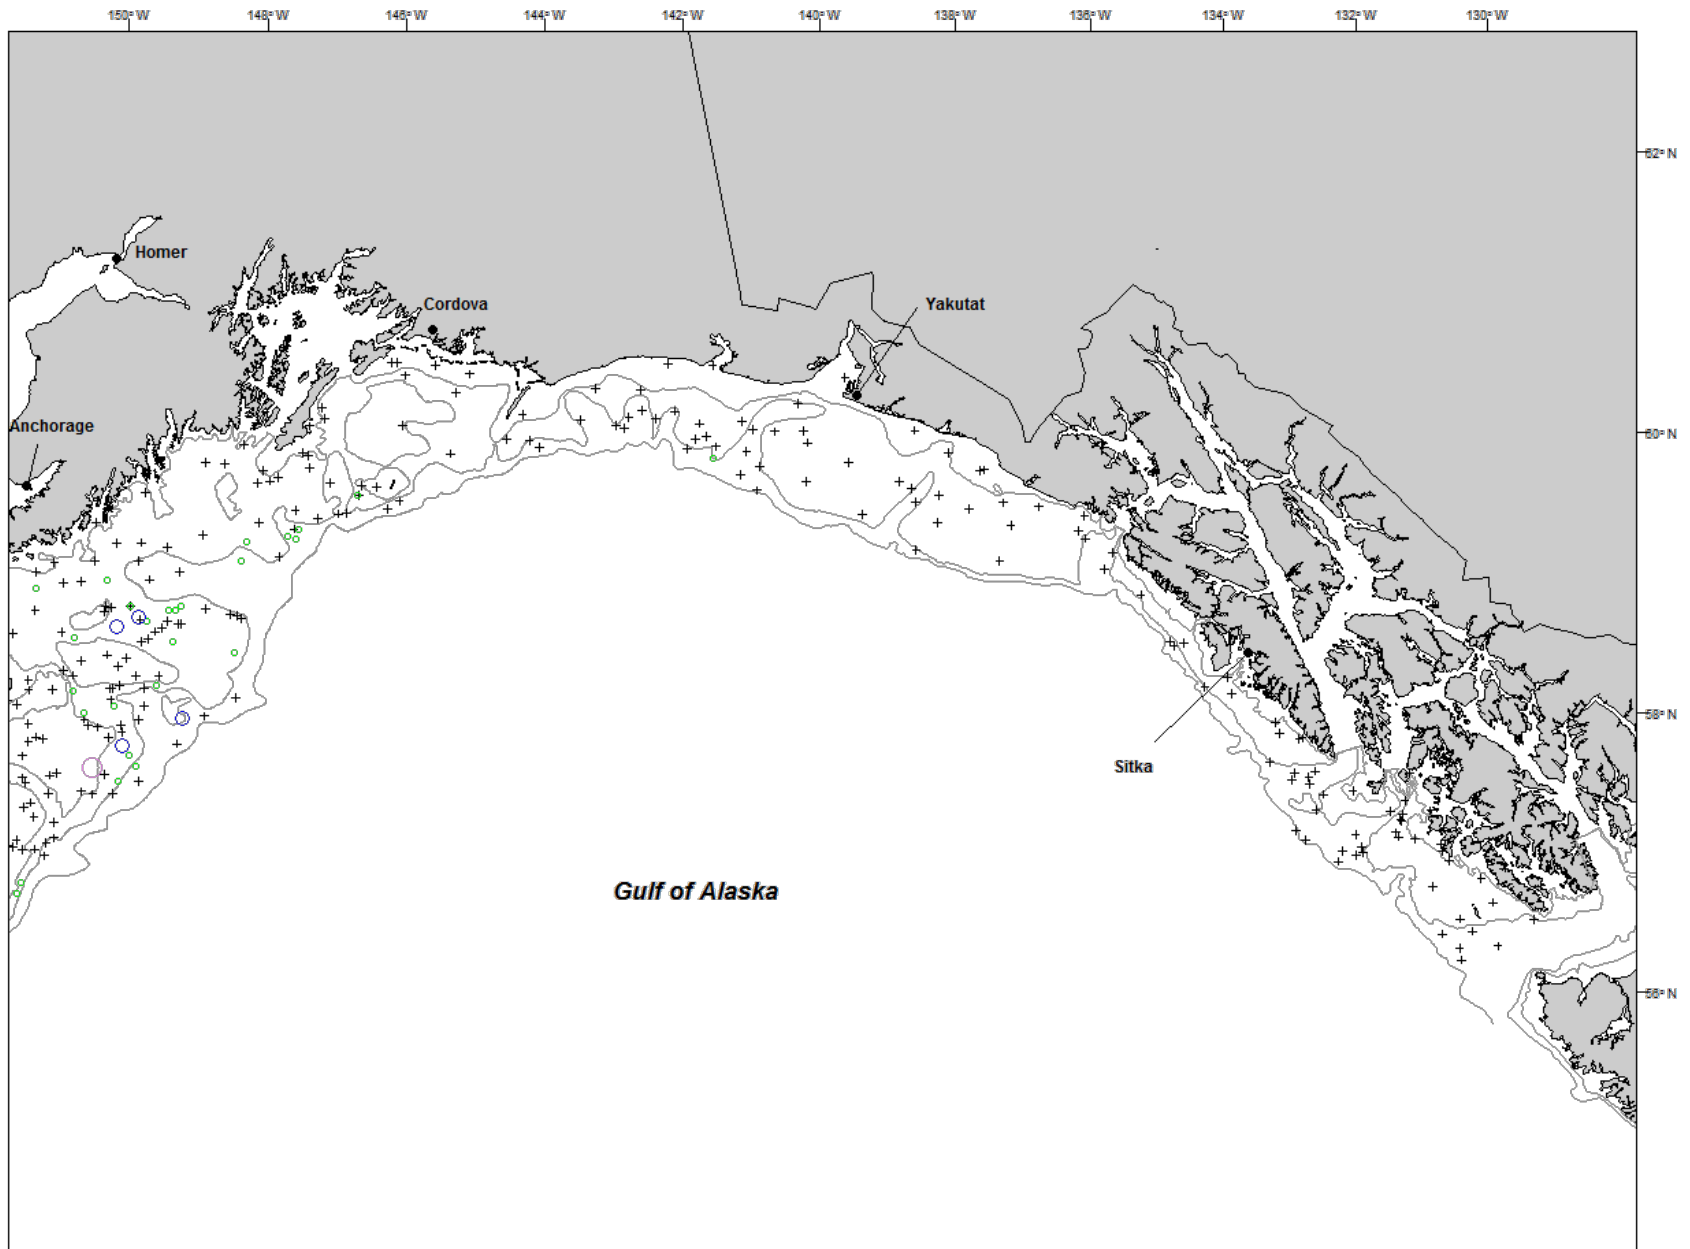 150° W 148° W 146° W 144° W 142° W 140° W 138° W 136° W 134° W 132° W 130° W
62° N
Homer
Cordova
Yakutat
Anchorage
60° N
58° N
Sitka
Gulf of Alaska
56° N